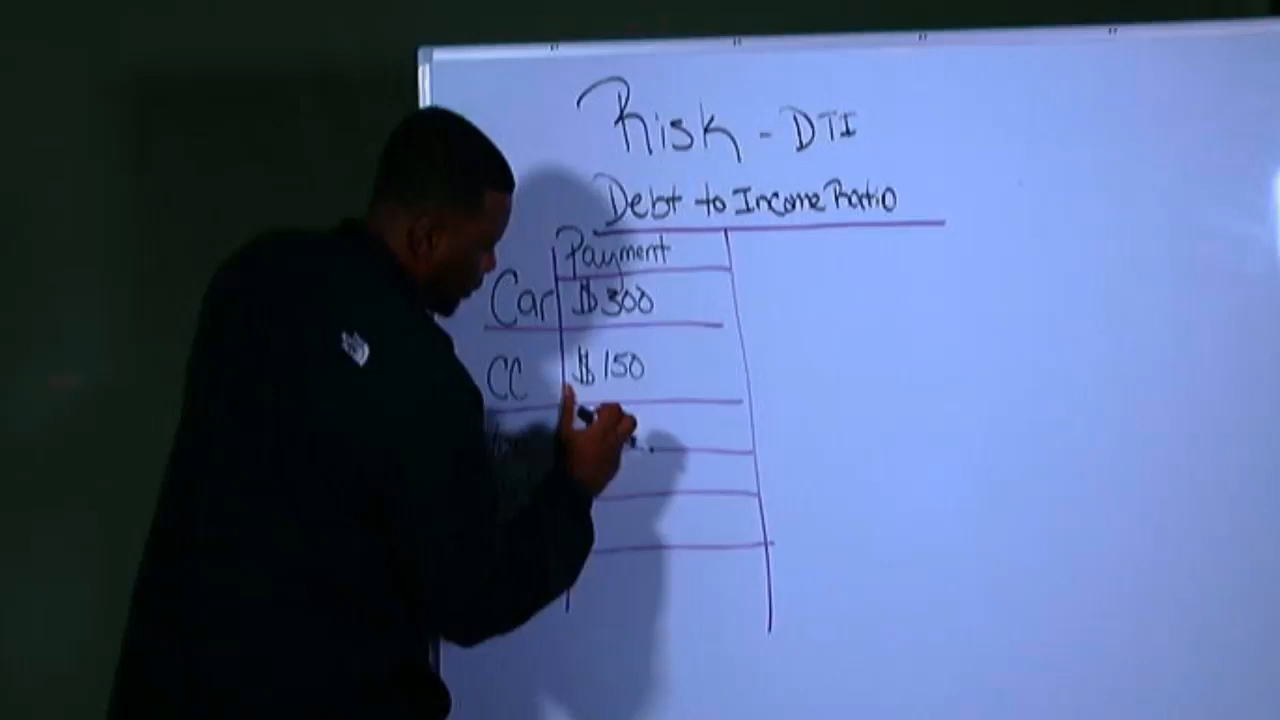 Risk - DTI
Debt to Income Ratio
Payment
Car $300
CC $150